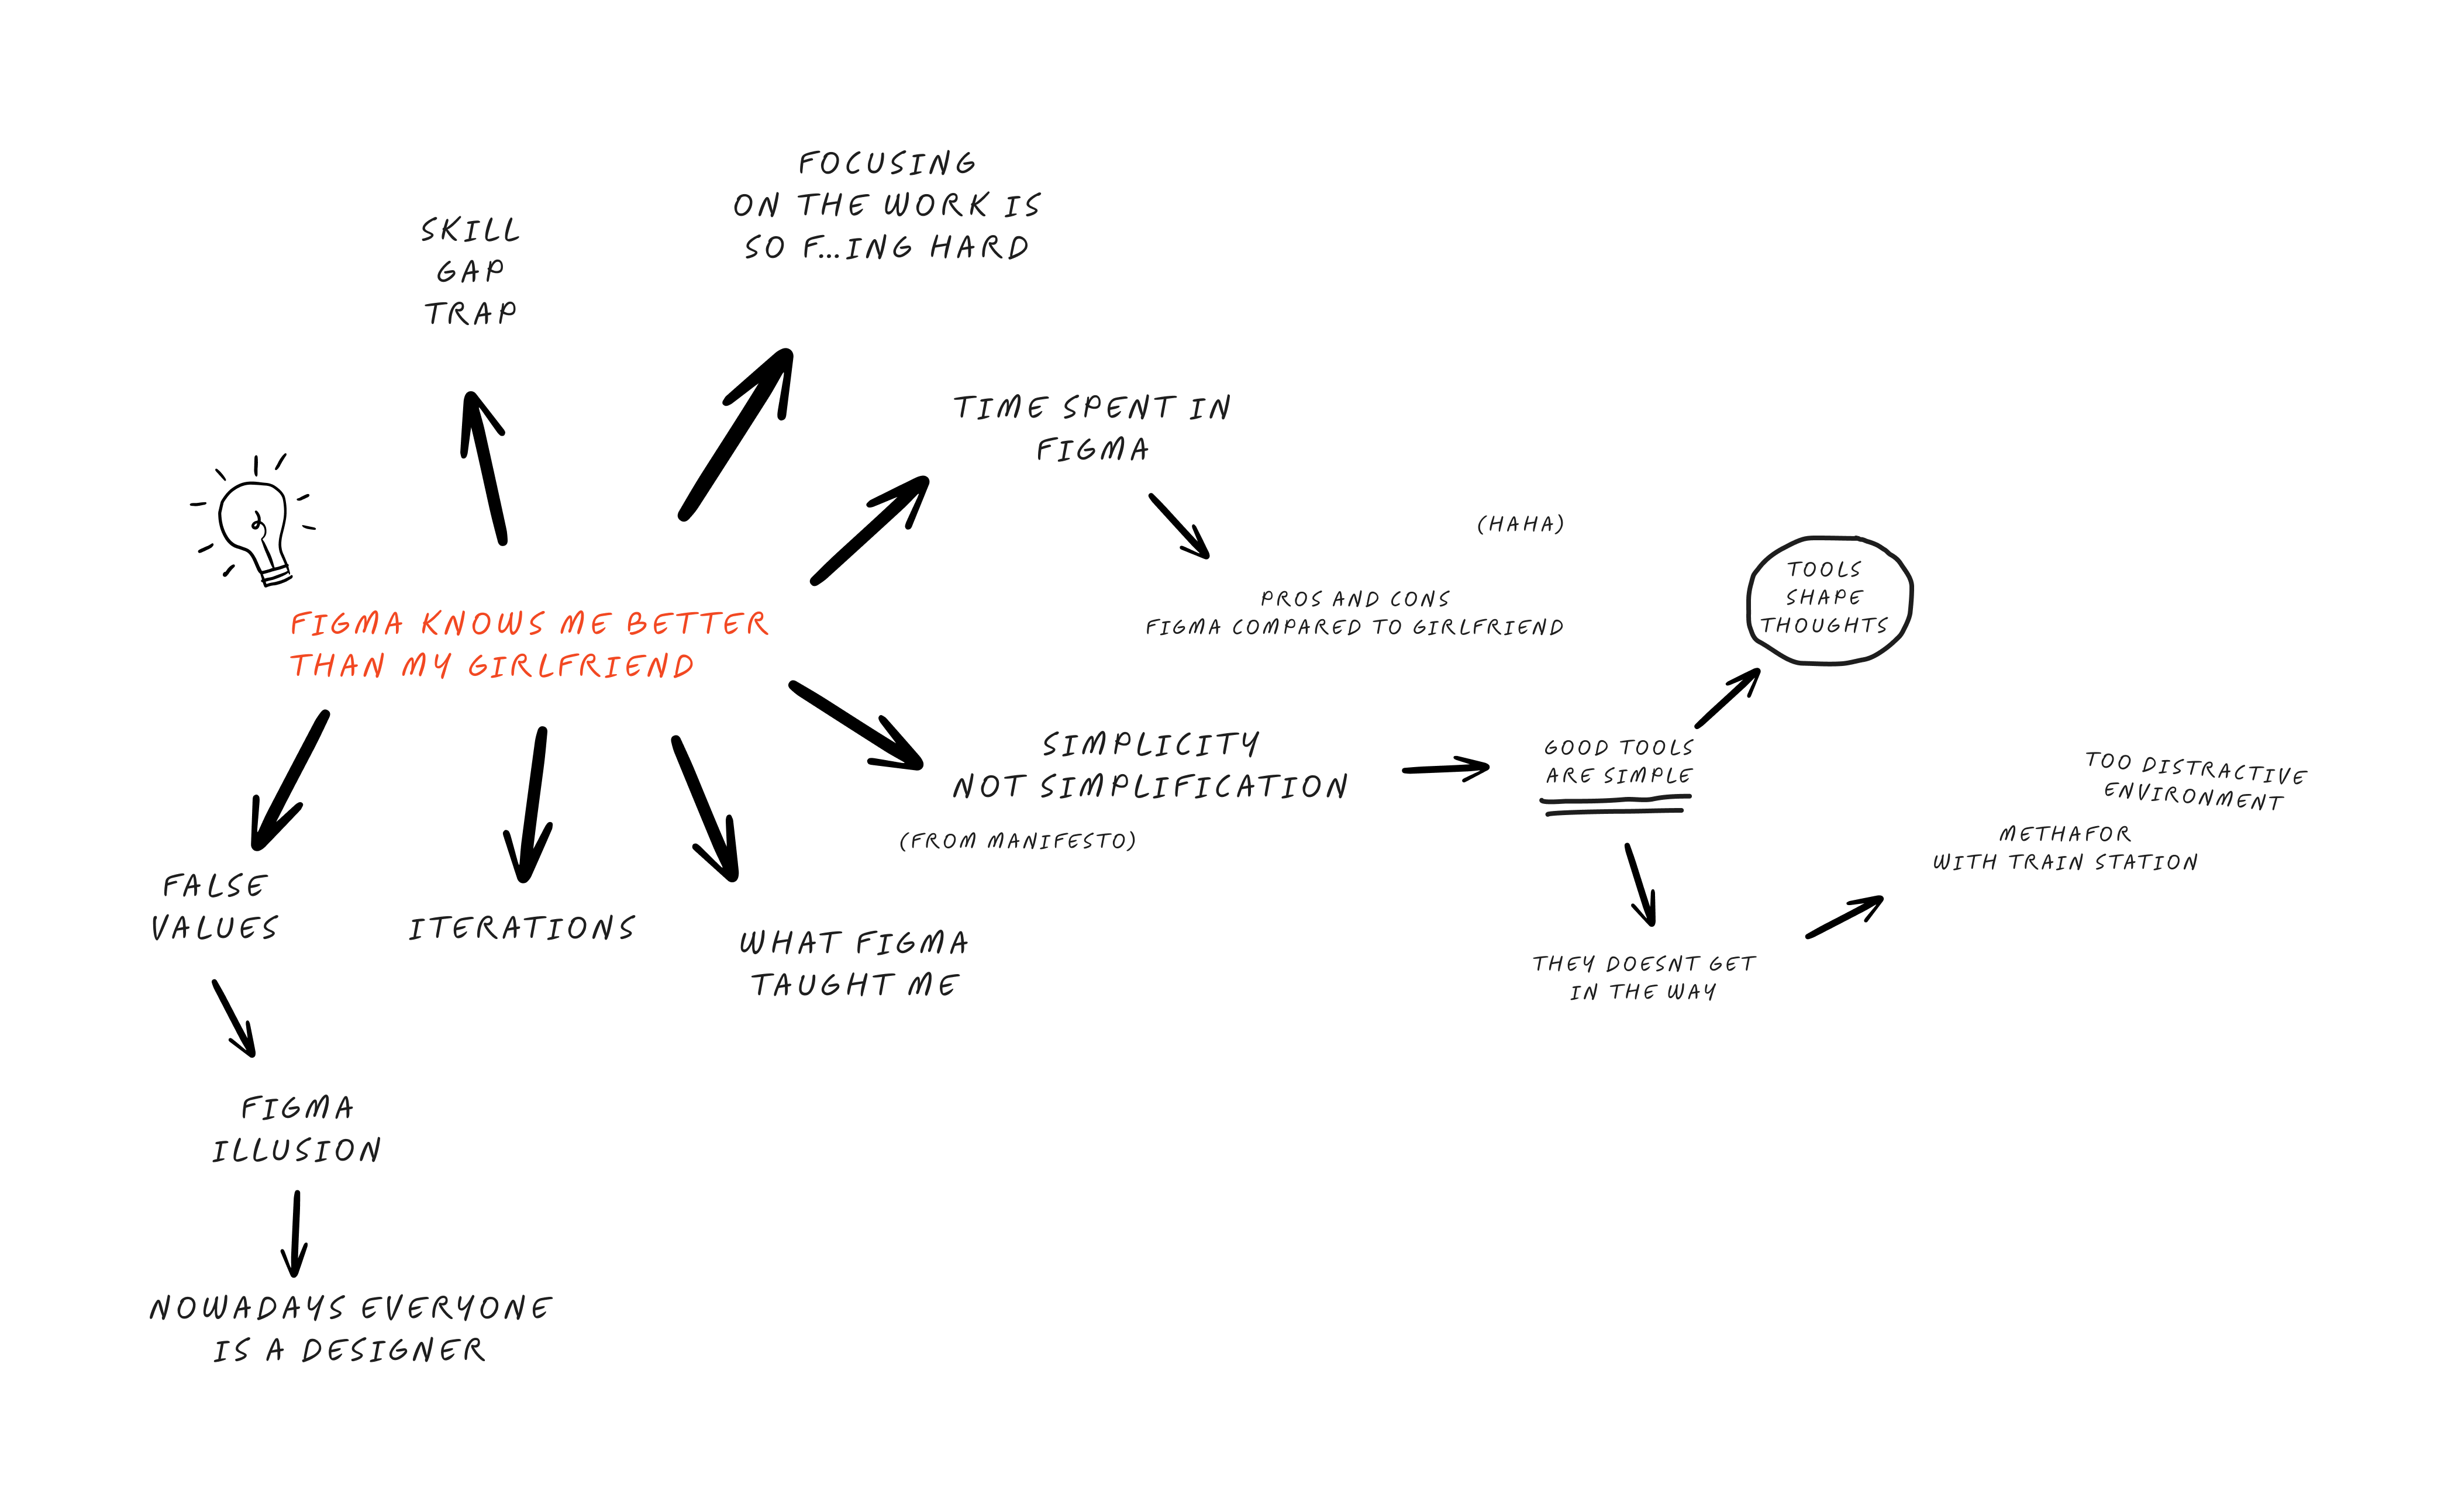 FOCUSING
ON THE WORK IS
SO F...ING HARD
SKILL
GAP
TRAP
TIME SPENT IN
FIGMA
(HAHA)
PROS AND CONS
FIGMA COMPARED TO GIRLFRIEND
TOOLS
SHAPE
THOUGHTS
FIGMA KNOWS ME BETTER
THAN MY GIRLFRIEND
SIMPLICITY
NOT SIMPLIFICATION
(FROM MANIFESTO)
GOOD TOOLS
ARE SIMPLE
TOO DISTRACTIVE
ENVIRONMENT
METHAFOR
WITH TRAIN STATION
THEY DOESNT GET
IN THE WAY
FALSE
VALUES
ITERATIONS
WHAT FIGMA
TAUGHT ME
FIGMA
ILLUSION
NOWADAYS EVERYONE
IS A DESIGNER